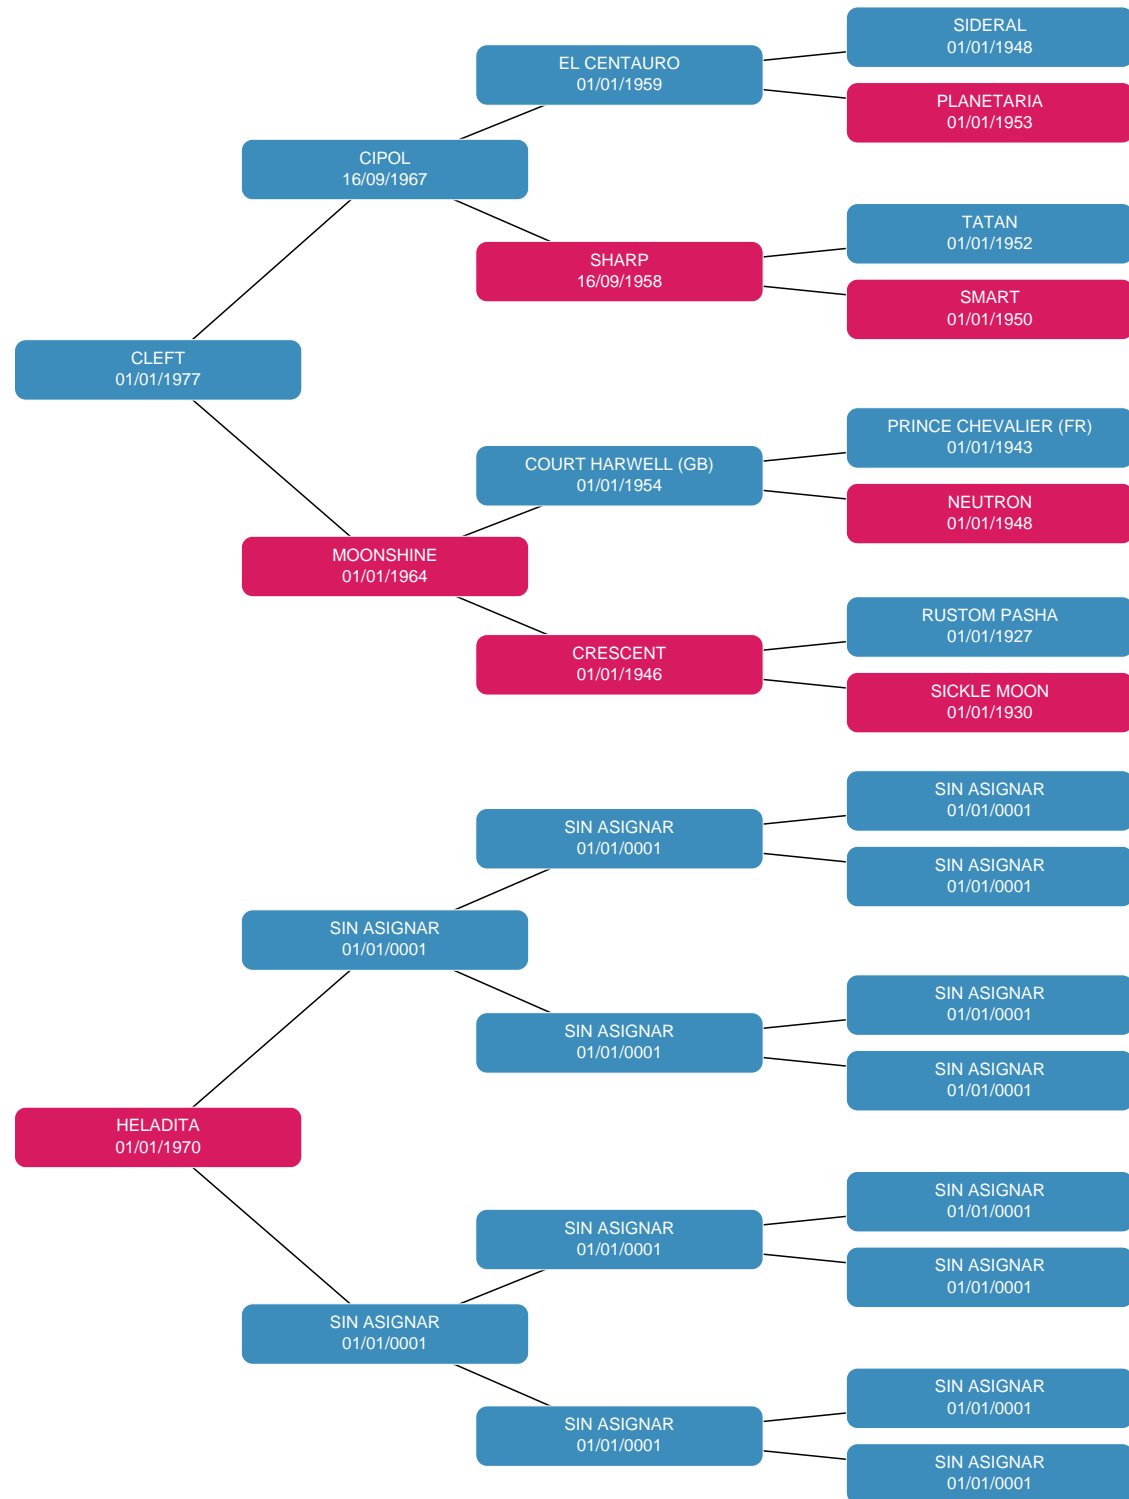 SIDERAL
01/01/1948
EL CENTAURO
01/01/1959
PLANETARIA
01/01/1953
CIPOL
16/09/1967
TATAN
01/01/1952
SHARP
16/09/1958
SMART
01/01/1950
CLEFT
01/01/1977
PRINCE CHEVALIER (FR)
01/01/1943
COURT HARWELL (GB)
01/01/1954
NEUTRON
01/01/1948
MOONSHINE
01/01/1964
RUSTOM PASHA
01/01/1927
CRESCENT
01/01/1946
SICKLE MOON
01/01/1930
SIN ASIGNAR
01/01/0001
SIN ASIGNAR
01/01/0001
SIN ASIGNAR
01/01/0001
SIN ASIGNAR
01/01/0001
SIN ASIGNAR
01/01/0001
SIN ASIGNAR
01/01/0001
SIN ASIGNAR
01/01/0001
HELADITA
01/01/1970
SIN ASIGNAR
01/01/0001
SIN ASIGNAR
01/01/0001
SIN ASIGNAR
01/01/0001
SIN ASIGNAR
01/01/0001
SIN ASIGNAR
01/01/0001
SIN ASIGNAR
01/01/0001
SIN ASIGNAR
01/01/0001